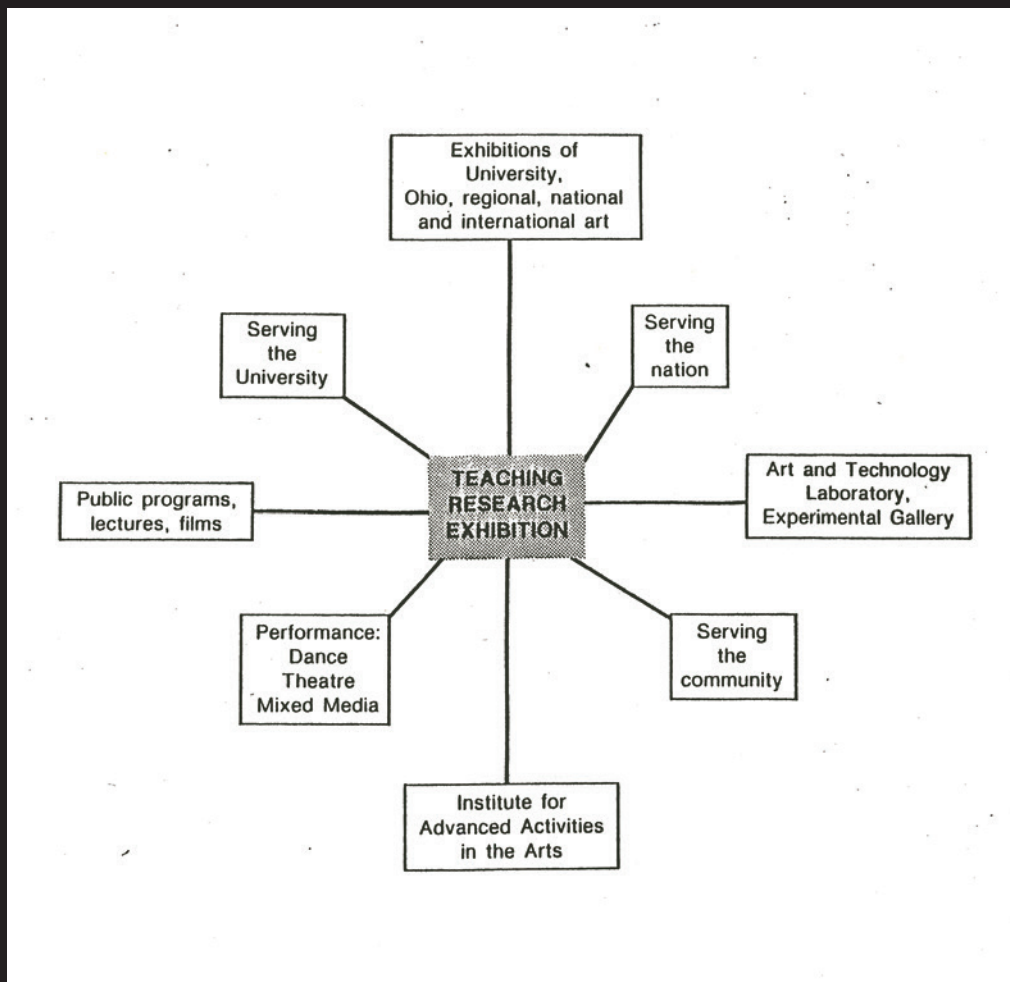 Exhibitions of
University,
Ohio, regional, national
and international art
Serving
the
University
Serving
the
nation
TEACHING
RESEARCH
EXHIBITION
Public programs,
lectures, films
Art and Technology
Laboratory,
Experimental Gallery
Performance:
Dance
Theatre
Mixed Media
Serving
the
community
Institute for
Advanced Activities
in the Arts